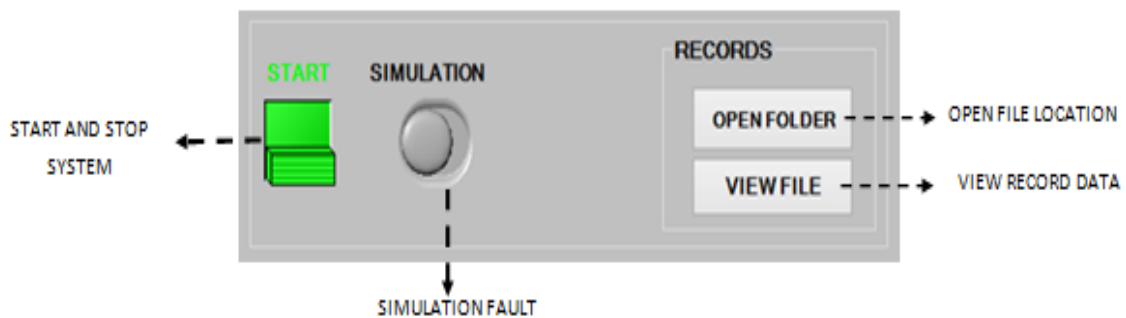 RECORDS
START
SIMULATION
OPEN FOLDER
OPEN FILE LOCATION
START AND STOP
SYSTEM
VIEW FILE
VIEW RECORD DATA
SIMULATION FAULT